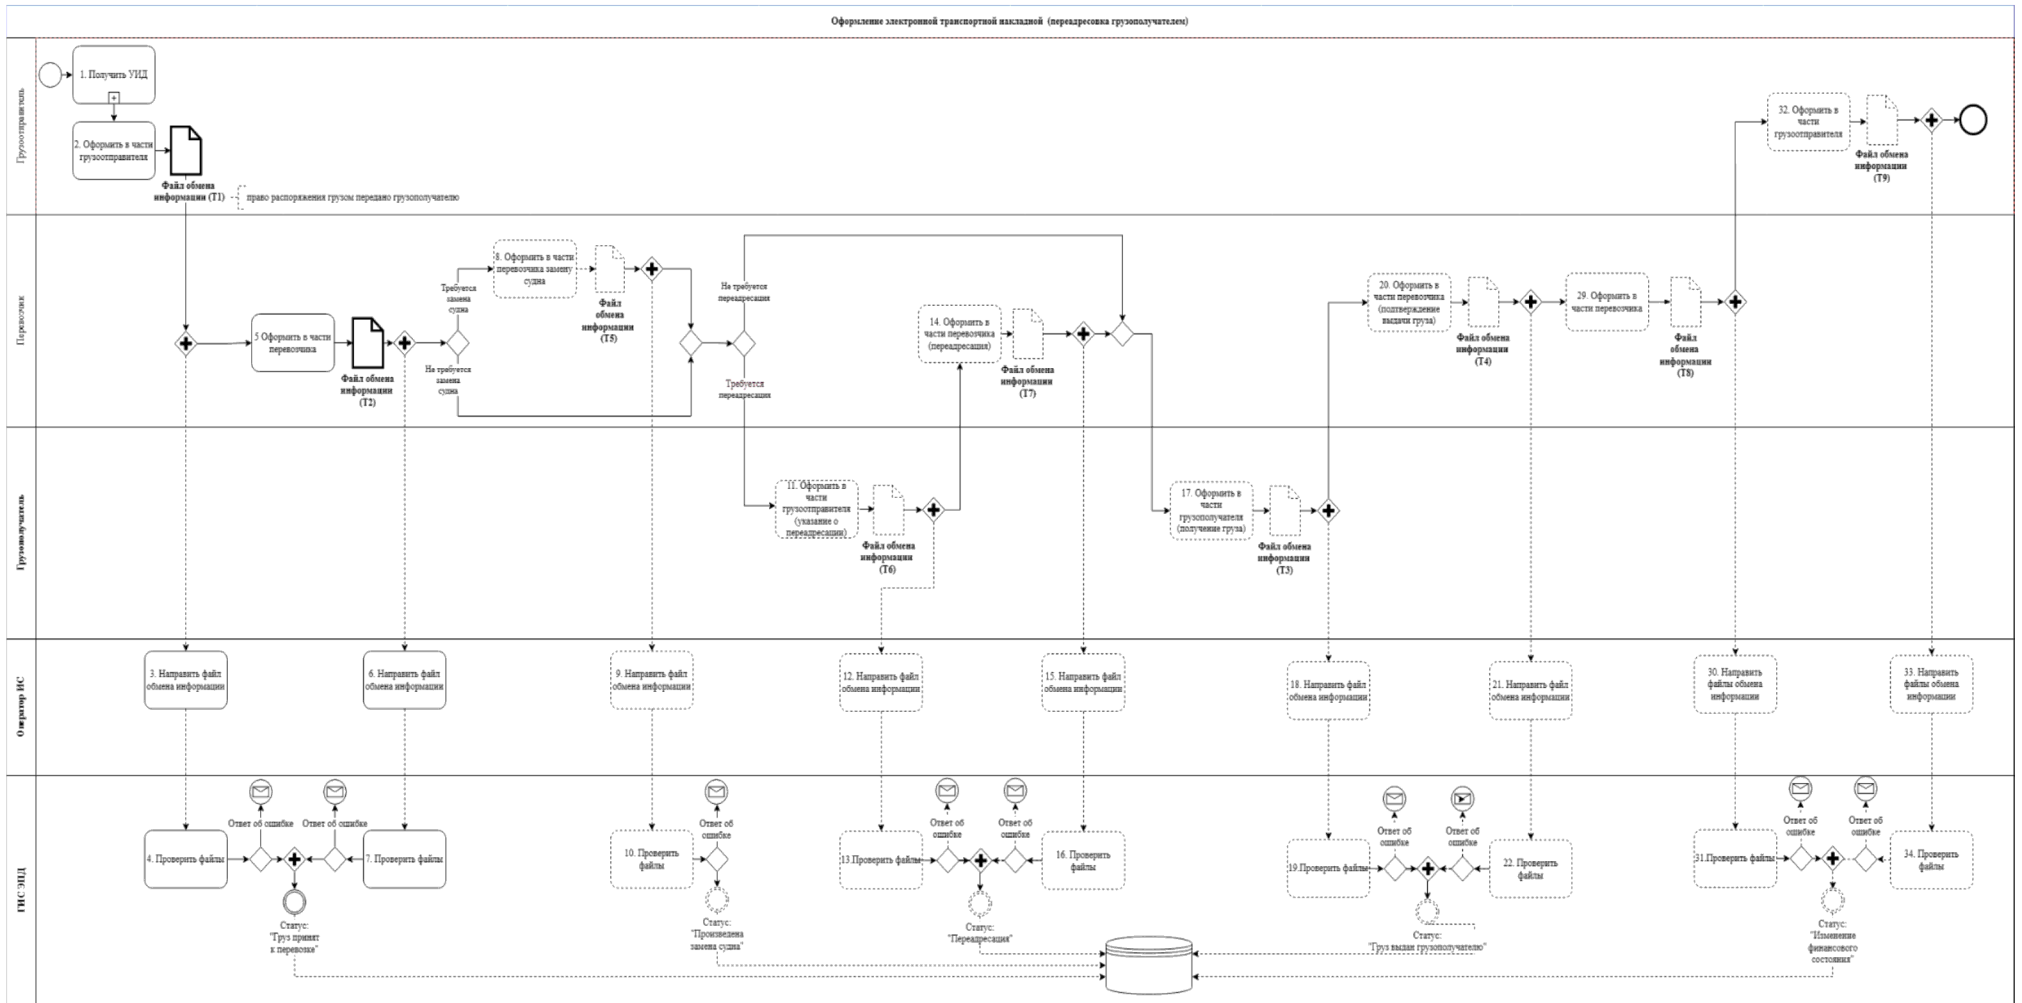 Оформление электронной транспортной накладной (переадресовка грузополучателем)
Грузоотправитель
1. Получить УИД
2. Оформить в части
грузоотправителя
Файл обмена
информации (Т1)
право распоряжения грузом передано грузополучателю
32. Оформить в
части
грузоотправителя
Файл обмена
информации
(Т9)
Перевозчик
5 Оформить в части
перевозчика
Файл обмена
информации
(Т2)
Требуется
замена
судна
Не требуется
замена
судна
8. Оформить в части
перевозчика замену
судна
Файл
обмена
информации
(Т5)
Не требуется
переадресация
Требуется
переадресация
14. Оформить в
части перевозчика
(переадресация)
Файл обмена
информации
(Т7)
20. Оформить в
части перевозчика
(подтверждение
выдачи груза)
Файл обмена
информации
(Т4)
29. Оформить в
части перевозчика
Файл
обмена
информации
(Т8)
Грузополучатель
11. Оформить в
части
грузоотправителя
(указание о
переадресации)
Файл обмена
информации
(Т6)
17. Оформить в
части
грузополучателя
(получение груза)
Файл обмена
информации
(Т3)
Оператор ИС
3. Направить файл
обмена информации
6. Направить файл
обмена информации
9. Направить файл
обмена информации
12. Направить файл
обмена информации
15. Направить файл
обмена информации
18. Направить файл
обмена информации
21. Направить файл
обмена информации
30. Направить
файлы обмена
информации
33. Направить
файлы обмена
информации
ГИС ЭПД
4. Проверить файлы
Ответ об ошибке
Ответ об ошибке
7. Проверить файлы
Статус:
"Груз принят
к перевозке"
10. Проверить
файлы
Ответ об
ошибке
Статус:
"Произведена
замена судна"
13.Проверить файлы
Ответ об
ошибке
Ответ об
ошибке
16. Проверить
файлы
Статус:
"Переадресация"
19.Проверить файлы
Ответ об
ошибке
Ответ об
ошибке
22. Проверить
файлы
Статус:
"Груз выдан грузополучателю"
31.Проверить файлы
Ответ об
ошибке
Ответ об
ошибке
34. Проверить
файлы
Статус:
"Изменение
финансового
состояния"